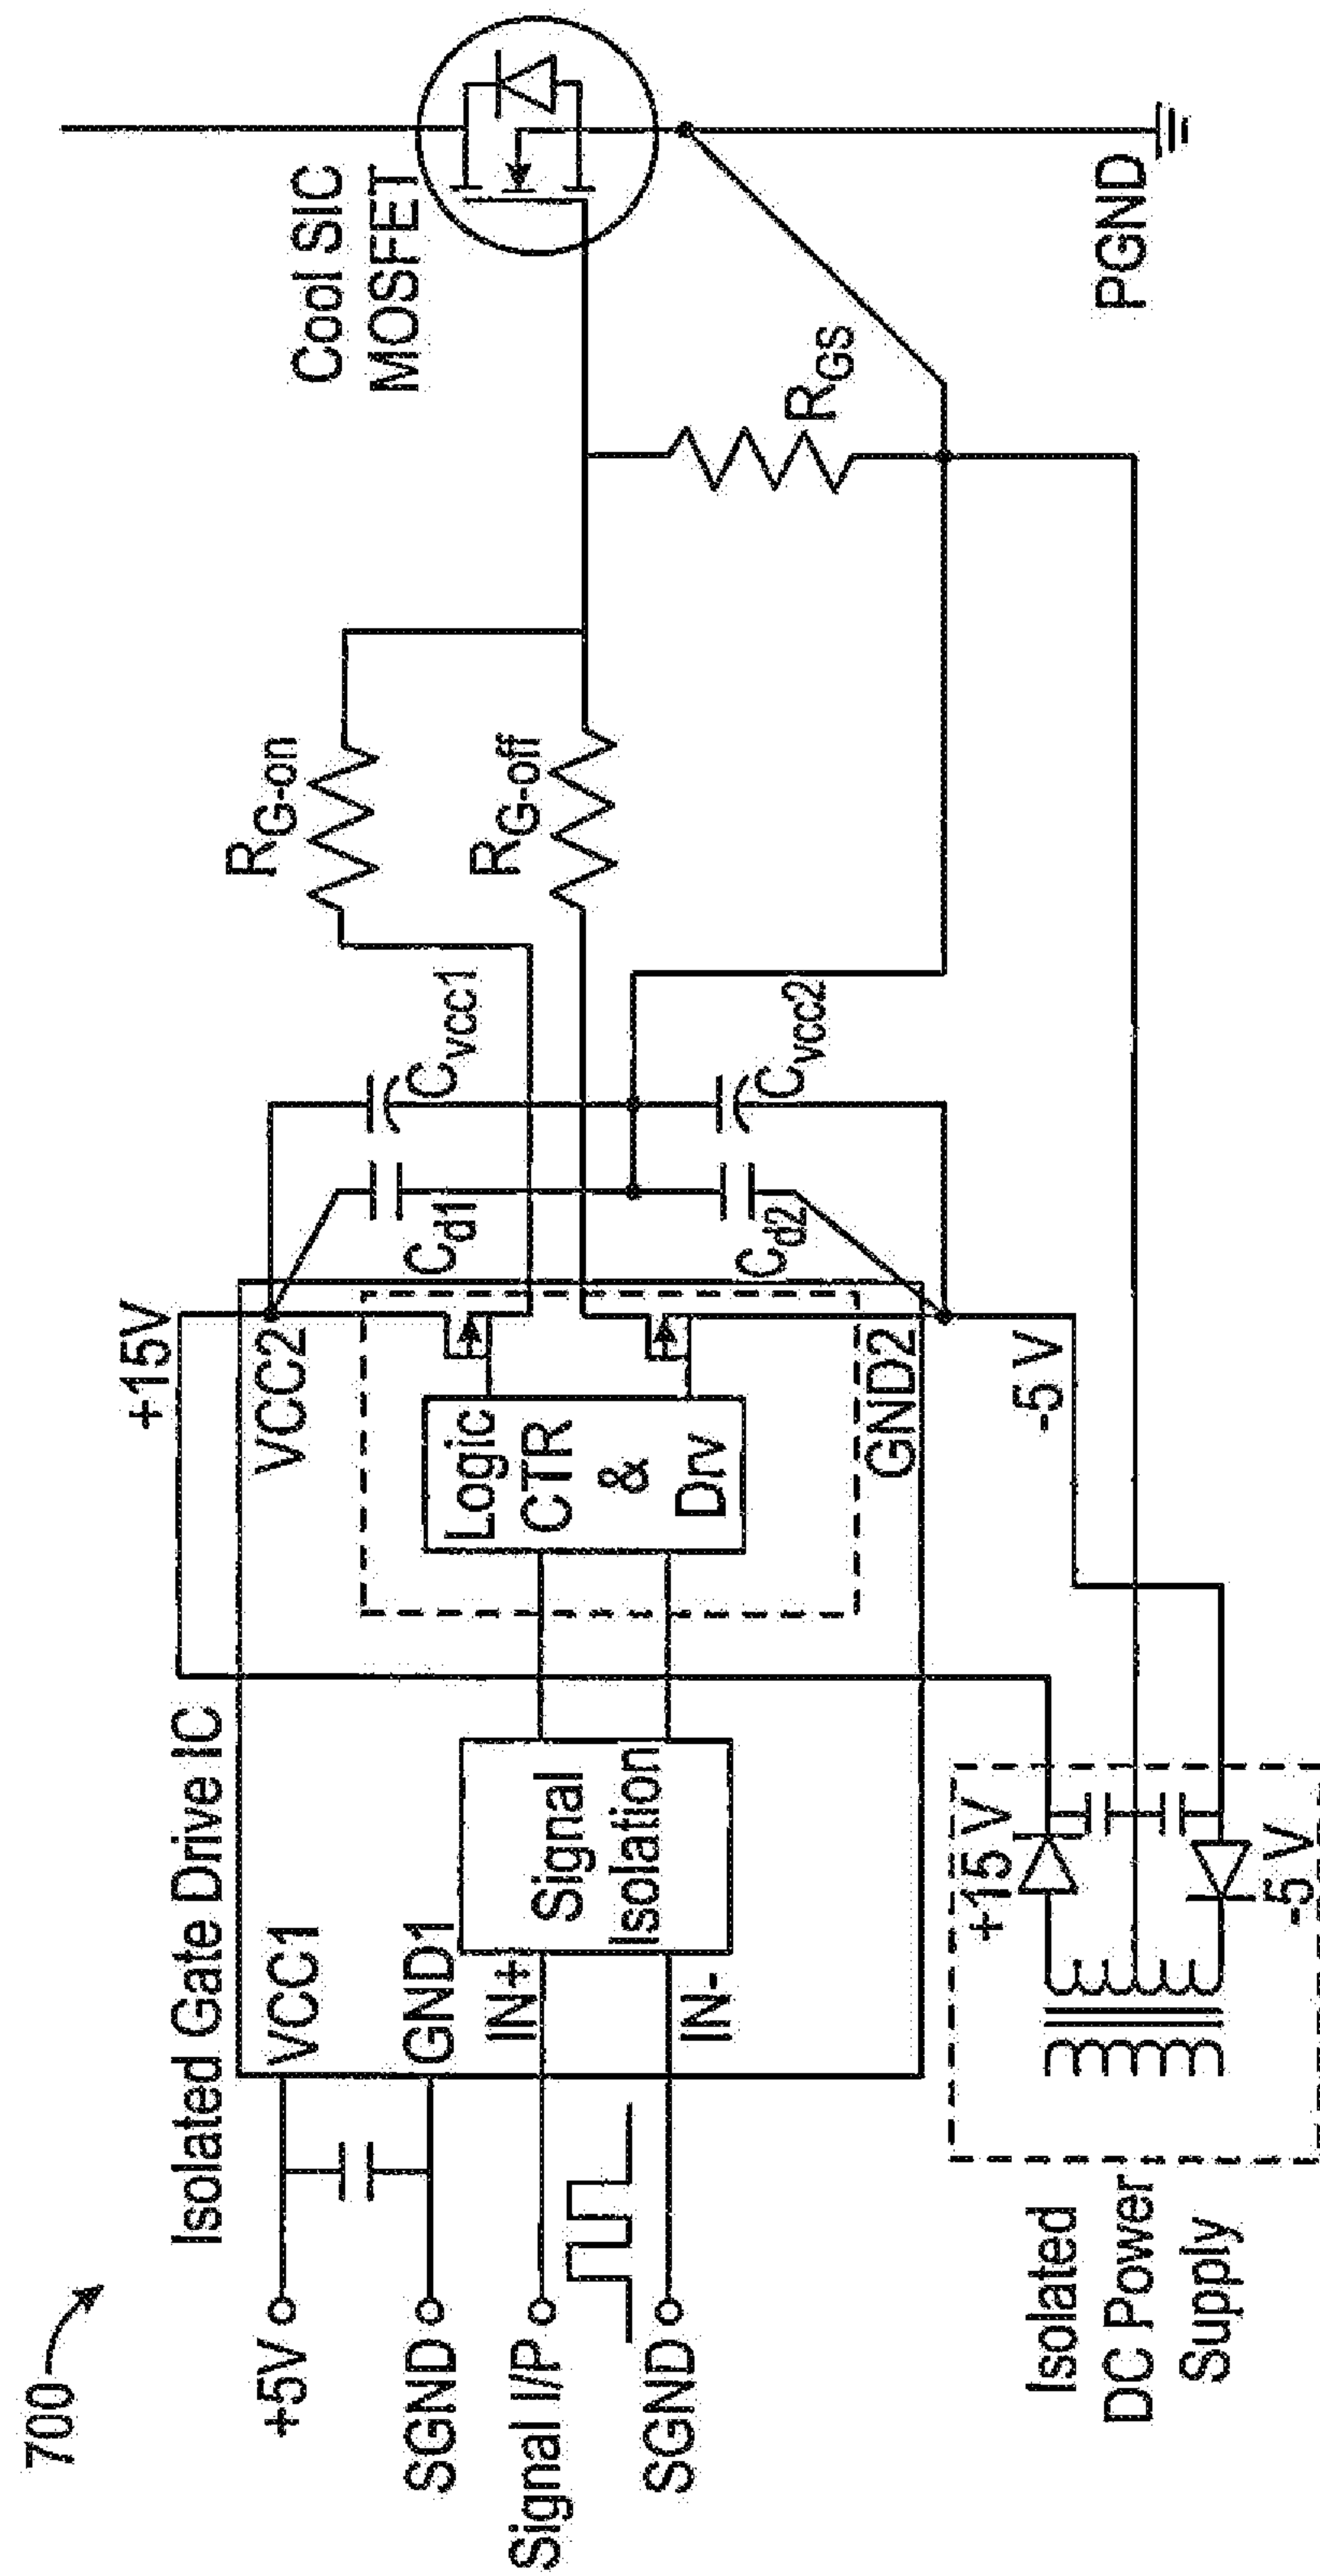 700
Isolated Gate Drive IC
+5V
SGND
Signal I/P
SGND
VCC1
GND1
IN+
IN-
Signal
Isolation
Logic
CTR
&
Drv
+15V
VCC2
GND2
-5 V
Cd1
Cvcc1
Cd2
Cvcc2
RG-on
RG-off
RGS
Cool SIC
MOSFET
PGND
Isolated
DC Power
Supply
+15 V
-5 V